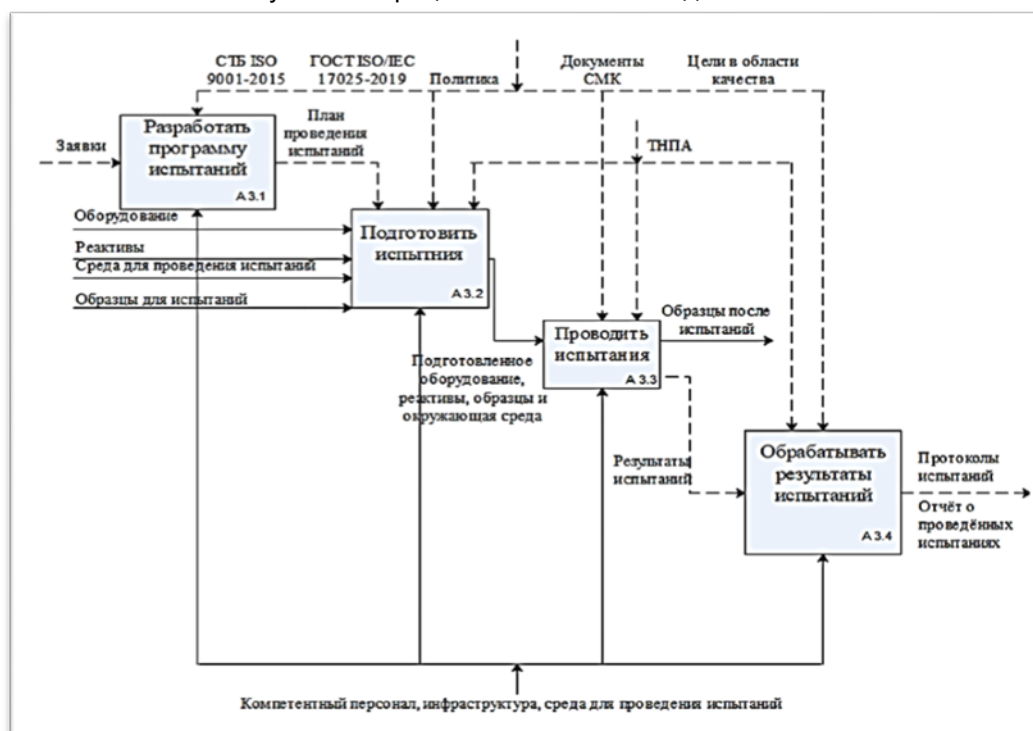 СТБ ISO
9001-2015
ГОСТ ISO/IEC
17025-2019
Политика
Документы
СМК
Цели в области
качества
Заявки
Разработать
программу
испытаний
А 3.1
План
проведения
испытаний
ТНПА
Оборудование
Реактивы
Среда для проведения испытаний
Образцы для испытаний
Подготовить
испытния
А 3.2
Подготовленное
оборудование,
реактивы, образцы и
окружающая среда
Проводить
испытания
А 3.3
Образцы после
испытаний
Результаты
испытаний
Обрабатывать
результаты
испытаний
А 3.4
Протоколы
испытаний
Отчёт о
проведённых
испытаниях
Компетентный персонал, инфраструктура, среда для проведения испытаний